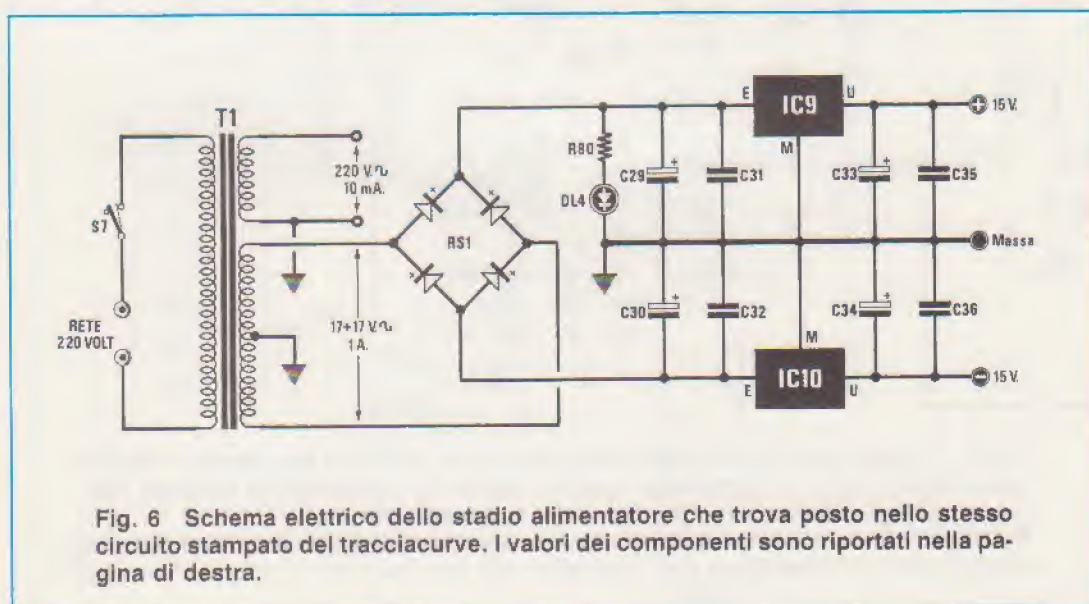 T1
S7
RETE
220 VOLT
220 V.∿
10 mA.
17+17 V.∿
1 A.
RS1
R80
DL4
C29
+
C31
C30
+
C32
E
IC9
U
M
M
E
IC10
U
C33
+
C35
C34
+
C36
+ 15 V.
Massa
− 15 V.
Fig. 6 Schema elettrico dello stadio alimentatore che trova posto nello stesso
circuito stampato del tracciacurve. I valori dei componenti sono riportati nella pa-
gina di destra.